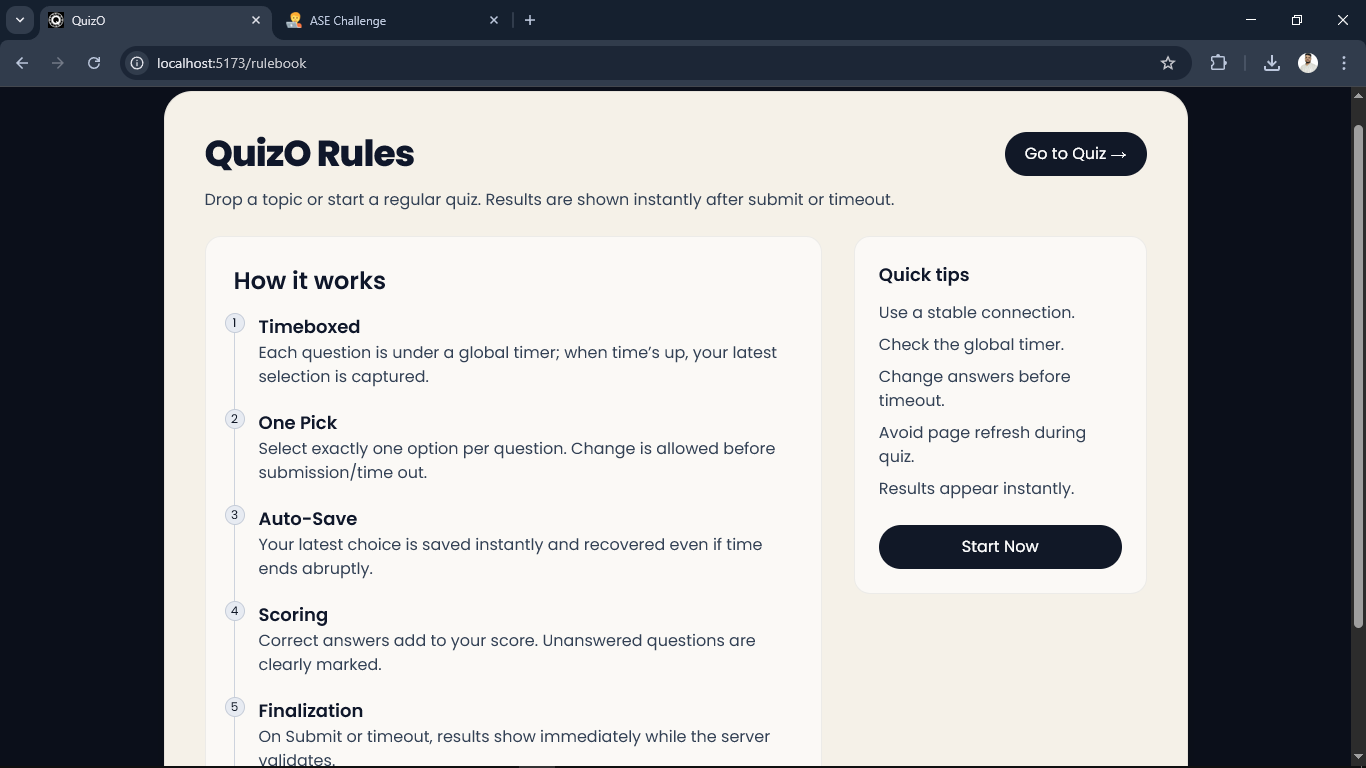 QuizO
ASE Challenge
localhost:5173/rulebook
QuizO Rules
Go to Quiz →
Drop a topic or start a regular quiz. Results are shown instantly after submit or timeout.
How it works
1
Timeboxed
Each question is under a global timer; when time’s up, your latest
selection is captured.
2
One Pick
Select exactly one option per question. Change is allowed before
submission/time out.
3
Auto-Save
Your latest choice is saved instantly and recovered even if time
ends abruptly.
4
Scoring
Correct answers add to your score. Unanswered questions are
clearly marked.
5
Finalization
On Submit or timeout, results show immediately while the server
validates.
Quick tips
Use a stable connection.
Check the global timer.
Change answers before
timeout.
Avoid page refresh during
quiz.
Results appear instantly.
Start Now